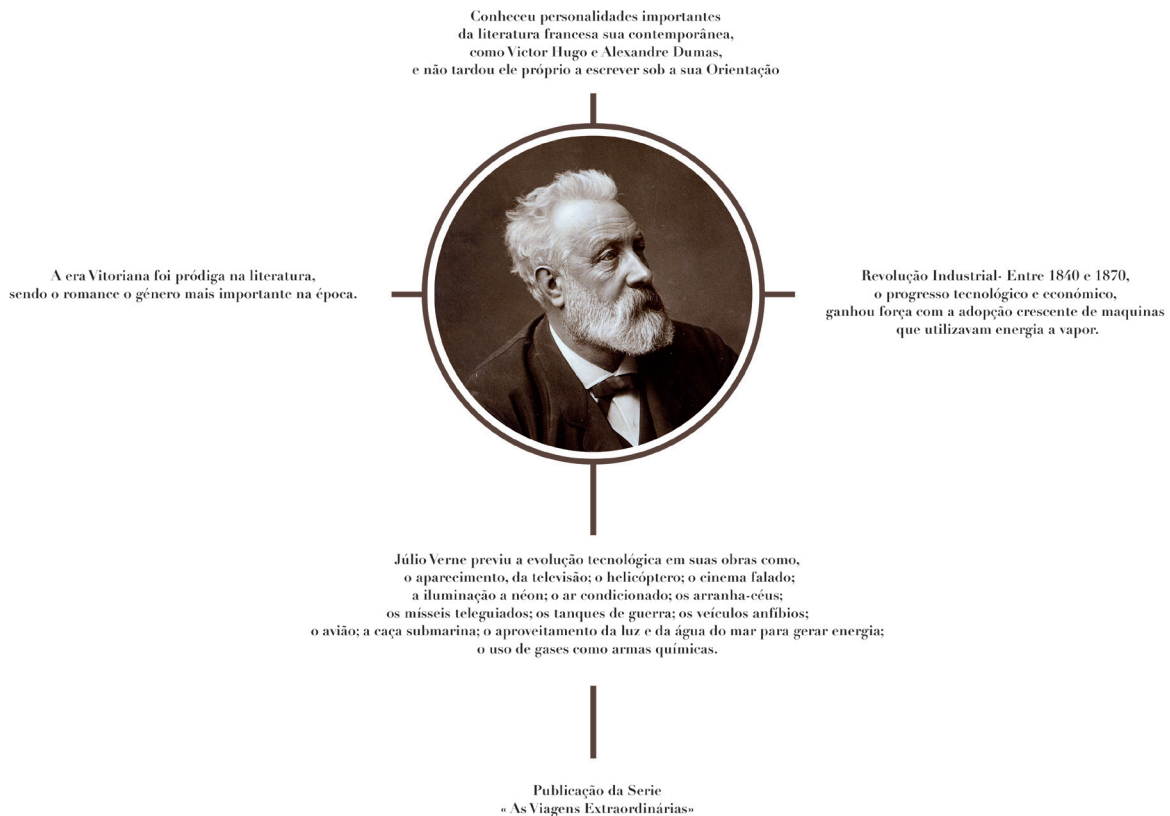 Conheceu personalidades importantes
da literatura francesa sua contemporânea,
como Victor Hugo e Alexandre Dumas,
e não tardou ele próprio a escrever sob a sua Orientação
A era Vitoriana foi pródiga na literatura,
sendo o romance o género mais importante na época.
Revolução Industrial- Entre 1840 e 1870,
o progresso tecnológico e económico,
ganhou força com a adopção crescente de maquinas
que utilizavam energia a vapor.
Júlio Verne previu a evolução tecnológica em suas obras como,
o aparecimento, da televisão; o helicóptero; o cinema falado;
a iluminação a néon; o ar condicionado; os arranha-céus;
os mísseis teleguiados; os tanques de guerra; os veículos anfíbios;
o avião; a caça submarina; o aproveitamento da luz e da água do mar para gerar energia;
o uso de gases como armas químicas.
Publicação da Serie
« As Viagens Extraordinárias»